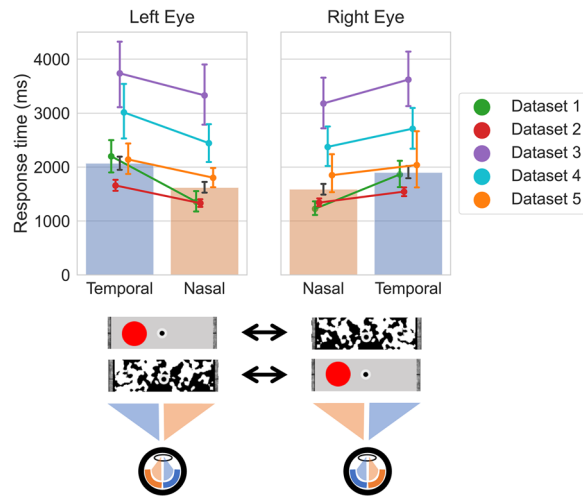 Left Eye
Right Eye
Response time (ms)
4000
3000
2000
1000
0
Temporal
Nasal
Nasal
Temporal
Dataset 1
Dataset 2
Dataset 3
Dataset 4
Dataset 5